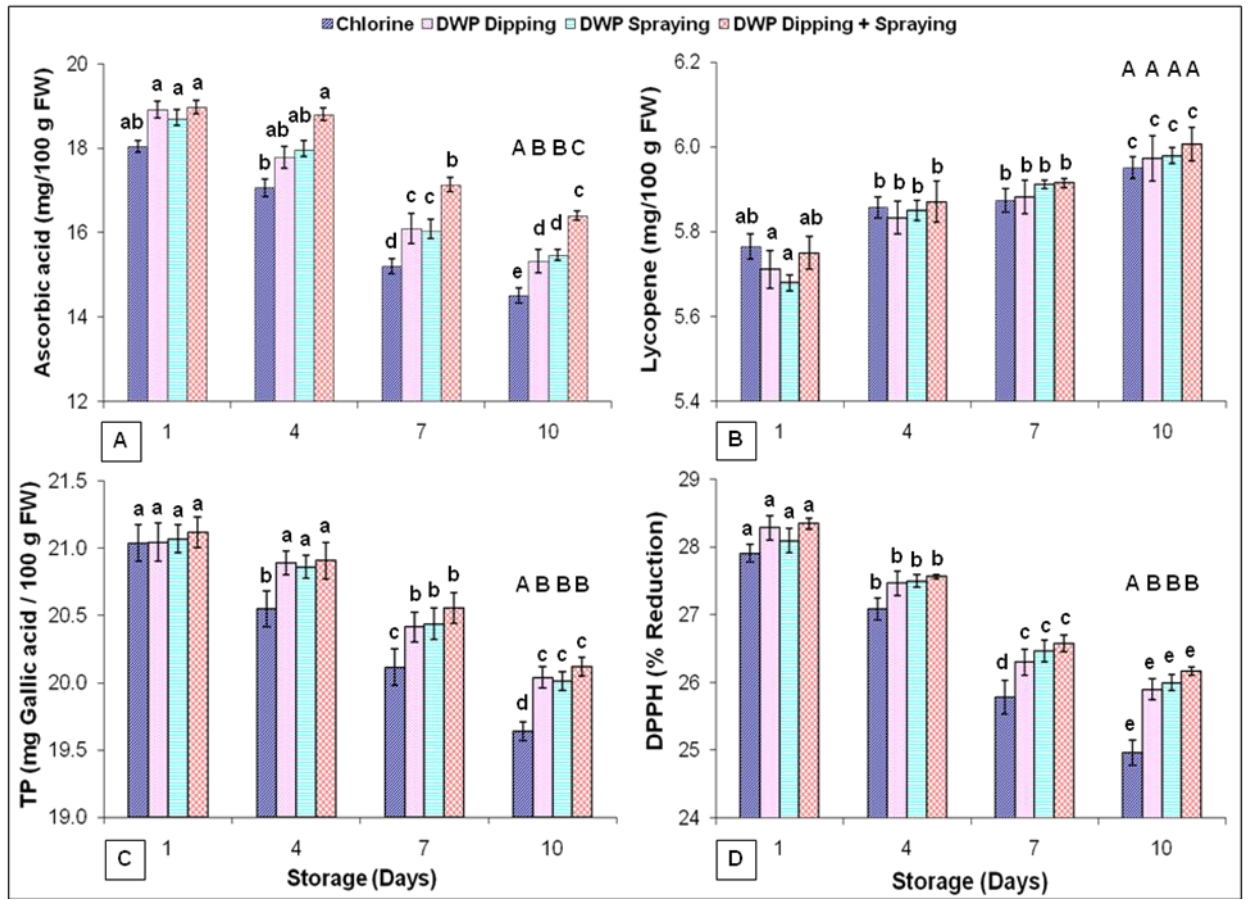 Chlorine DWP Dipping DWP Spraying DWP Dipping + Spraying
Ascorbic acid (mg/100 g FW)
20
18
16
14
12
ab a a a
b ab ab a
d c c b
A B B C
e d d c
A
1 4 7 10
Lycopene (mg/100 g FW)
6.2
6.0
5.8
5.6
5.4
ab a a ab
b b b b
b b b b
A A A A
c c c c
B
1 4 7 10
TP (mg Gallic acid / 100 g FW)
21.5
21.0
20.5
20.0
19.5
19.0
a a a a
b a a a
c b b b
A B B B
d c c c
C
1 4 7 10
Storage (Days)
DPPH (% Reduction)
29
28
27
26
25
24
a a a a
b b b b
d c c c
A B B B
e e e e
D
1 4 7 10
Storage (Days)